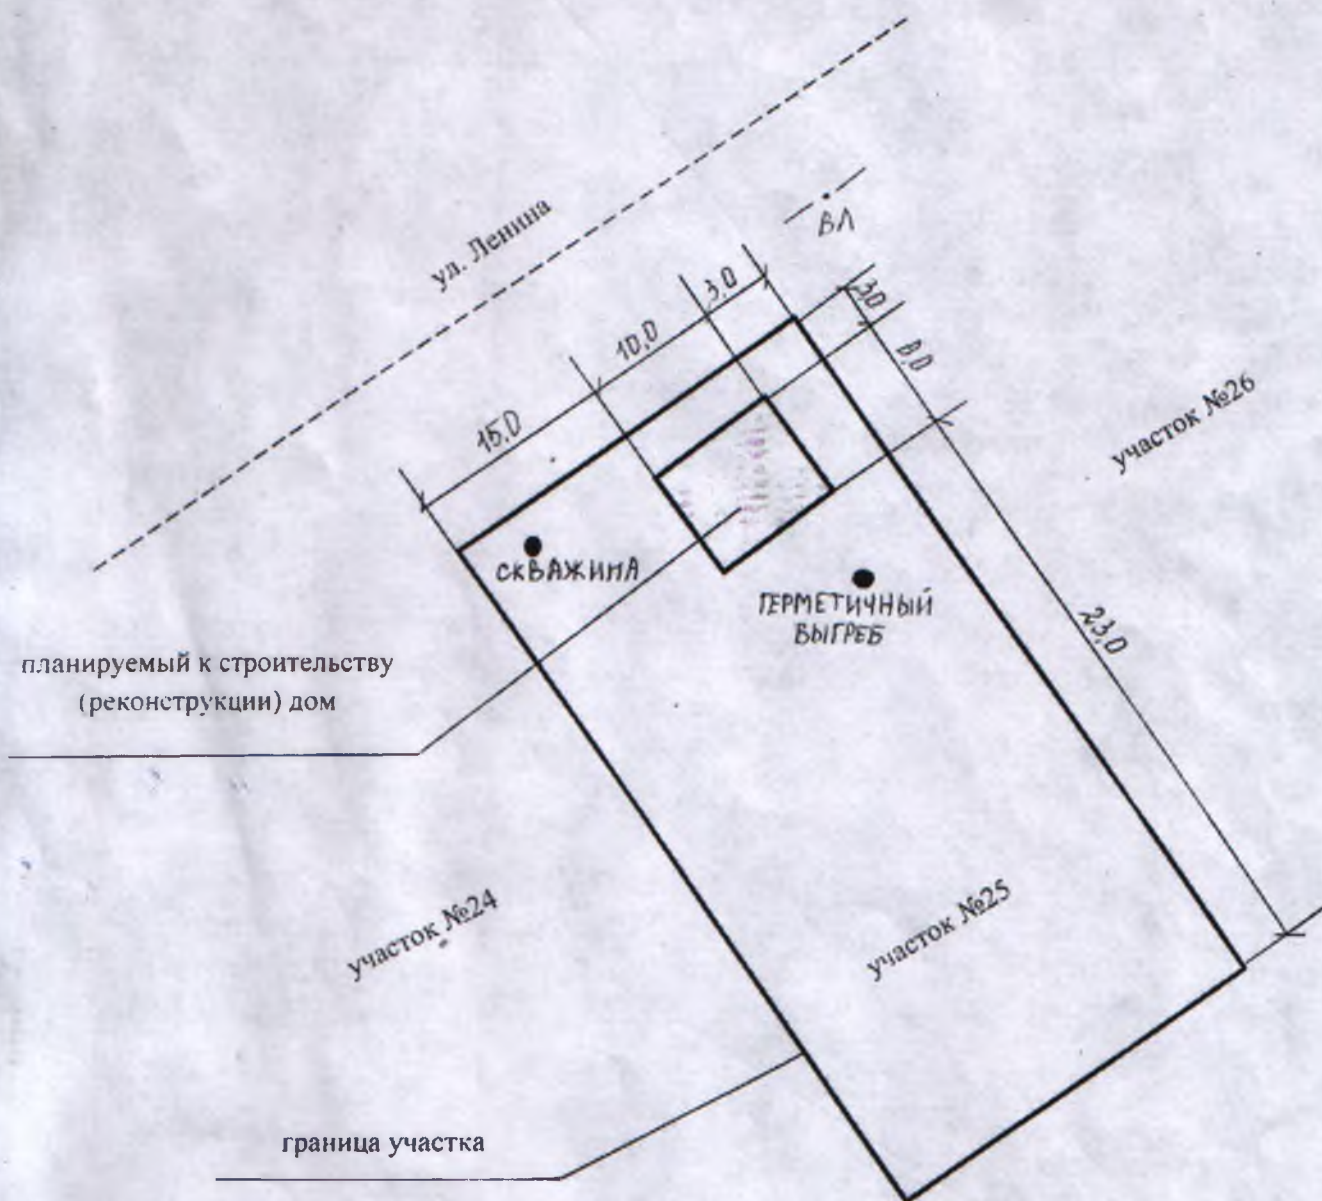 ул. Ленина
ВЛ
3,0
10,0
15,0
3,0
8,0
23,0
участок №26
СКВАЖИНА
ГЕРМЕТИЧНЫЙ
ВЫГРЕБ
планируемый к строительству
(реконструкции) дом
участок №24
участок №25
граница участка